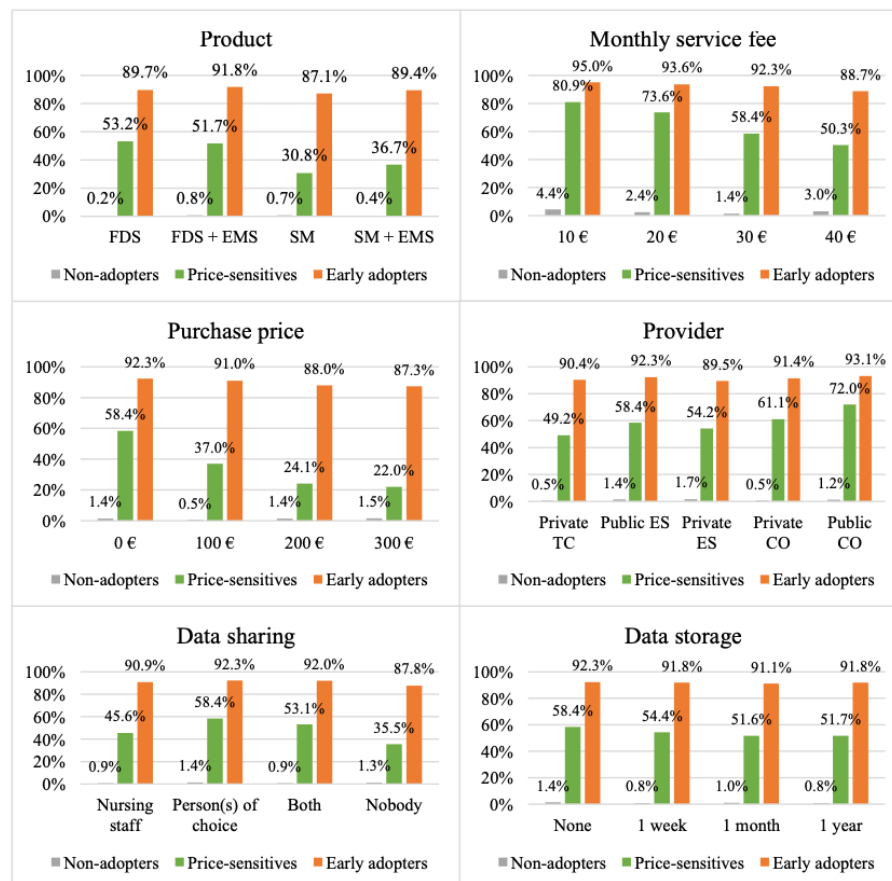 Product
100%
80%
60%
40%
20%
0%
89.7% 91.8% 87.1% 89.4%
53.2% 51.7% 30.8% 36.7%
0.2% 0.8% 0.7% 0.4%
FDS FDS + EMS SM SM + EMS
Non-adopters Price-sensitives Early adopters
Monthly service fee
100%
80%
60%
40%
20%
0%
95.0% 93.6% 92.3% 88.7%
80.9% 73.6% 58.4% 50.3%
4.4% 2.4% 1.4% 3.0%
10 € 20 € 30 € 40 €
Non-adopters Price-sensitives Early adopters
Purchase price
100%
80%
60%
40%
20%
0%
92.3% 91.0% 88.0% 87.3%
58.4% 37.0% 24.1% 22.0%
1.4% 0.5% 1.4% 1.5%
0 € 100 € 200 € 300 €
Non-adopters Price-sensitives Early adopters
Provider
100%
80%
60%
40%
20%
0%
90.4% 92.3% 89.5% 91.4% 93.1%
49.2% 58.4% 54.2% 61.1% 72.0%
0.5% 1.4% 1.7% 0.5% 1.2%
Private Public ES Private Private Public
TC ES CO CO
Non-adopters Price-sensitives Early adopters
Data sharing
100%
80%
60%
40%
20%
0%
90.9% 92.3% 92.0% 87.8%
45.6% 58.4% 53.1% 35.5%
0.9% 1.4% 0.9% 1.3%
Nursing Person(s) of Both Nobody
staff choice
Non-adopters Price-sensitives Early adopters
Data storage
100%
80%
60%
40%
20%
0%
92.3% 91.8% 91.1% 91.8%
58.4% 54.4% 51.6% 51.7%
1.4% 0.8% 1.0% 0.8%
None 1 week 1 month 1 year
Non-adopters Price-sensitives Early adopters